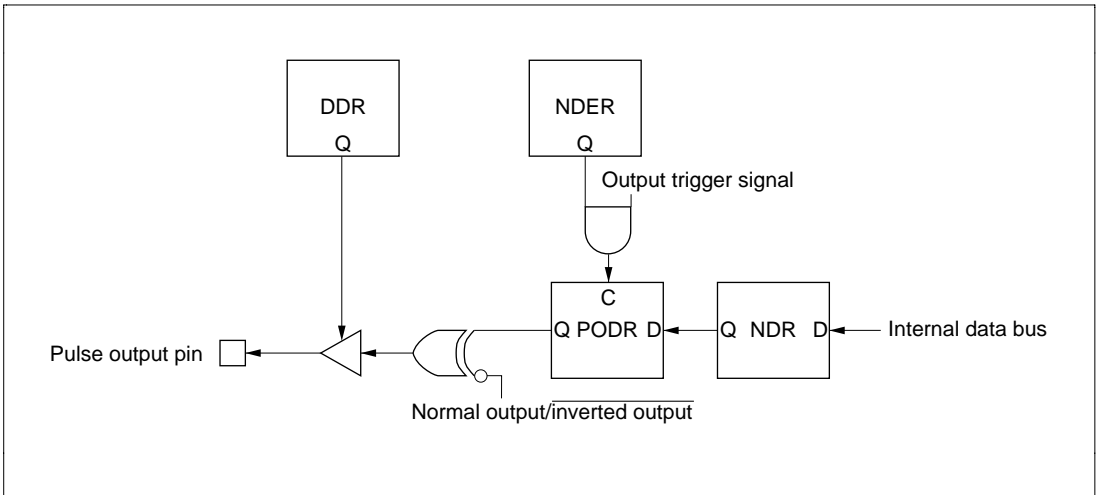 DDR
Q
NDER
Q
Output trigger signal
C
Q PODR D
Q NDR D
Internal data bus
Pulse output pin
Normal output/inverted output